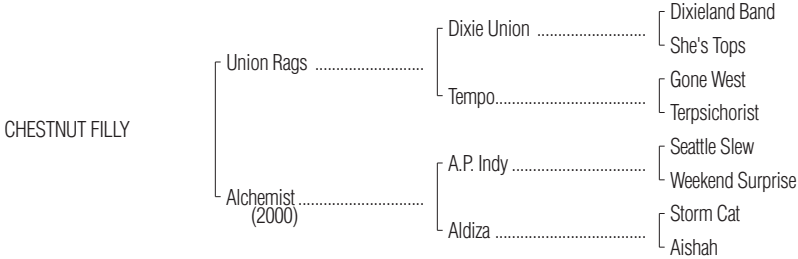 Dixieland Band
Dixie Union ............................
She's Tops
Union Rags ............................
Gone West
Tempo.......................................
Terpsichorist
CHESTNUT FILLY
Seattle Slew
A.P. Indy ..................................
Weekend Surprise
Alchemist ................................
(2000)
Storm Cat
Aldiza ......................................
Aishah